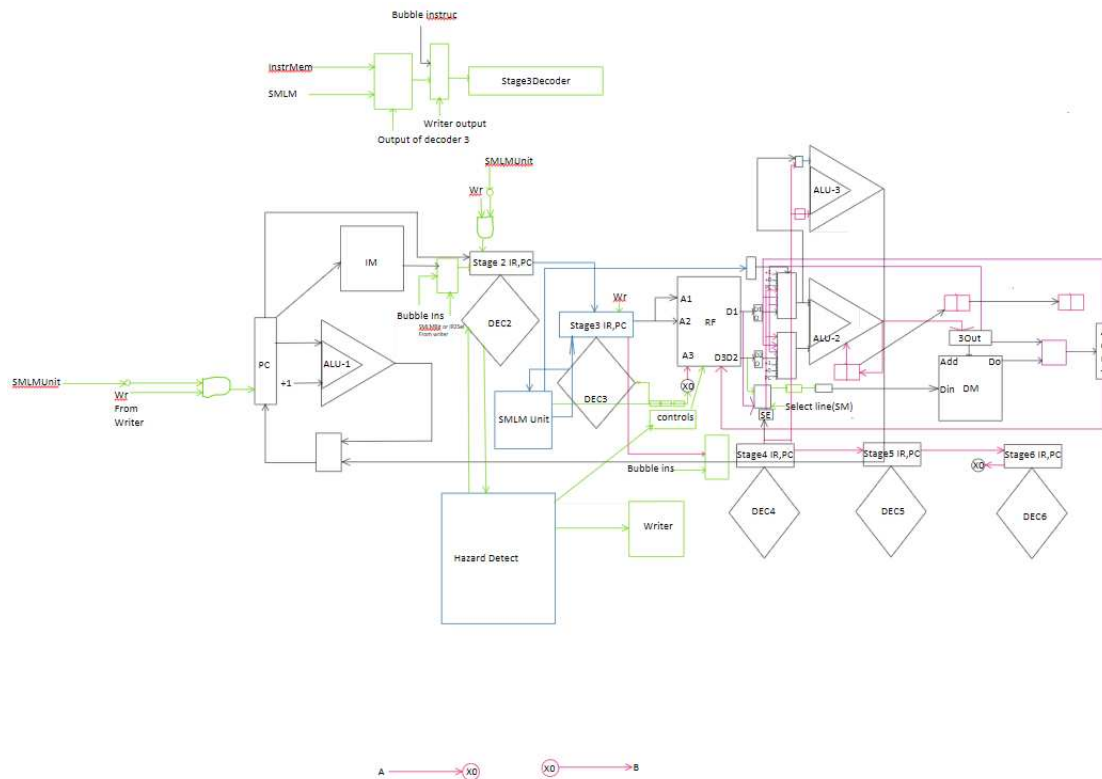 Bubble instruc
InstrMem
SMLM
Stage3Decoder
Writer output
Output of decoder 3
SMLMUnit
Wr
Stage 2 IR,PC
IM
Bubble Ins
From writer
DEC2
Wr
Stage3 IR,PC
DEC3
A1
A2
RF
D1
A3
D3D2
X0
ALU-3
ALU-2
3Out
Add
Do
Din
DM
PC
ALU-1
+1
SMLMUnit
Wr
From
Writer
SMLM Unit
controls
SE
Select line(SM)
Bubble ins
Stage4 IR,PC
Stage5 IR,PC
Stage6 IR,PC
X0
DEC4
DEC5
DEC6
Hazard Detect
Writer
A
X0
X0
B